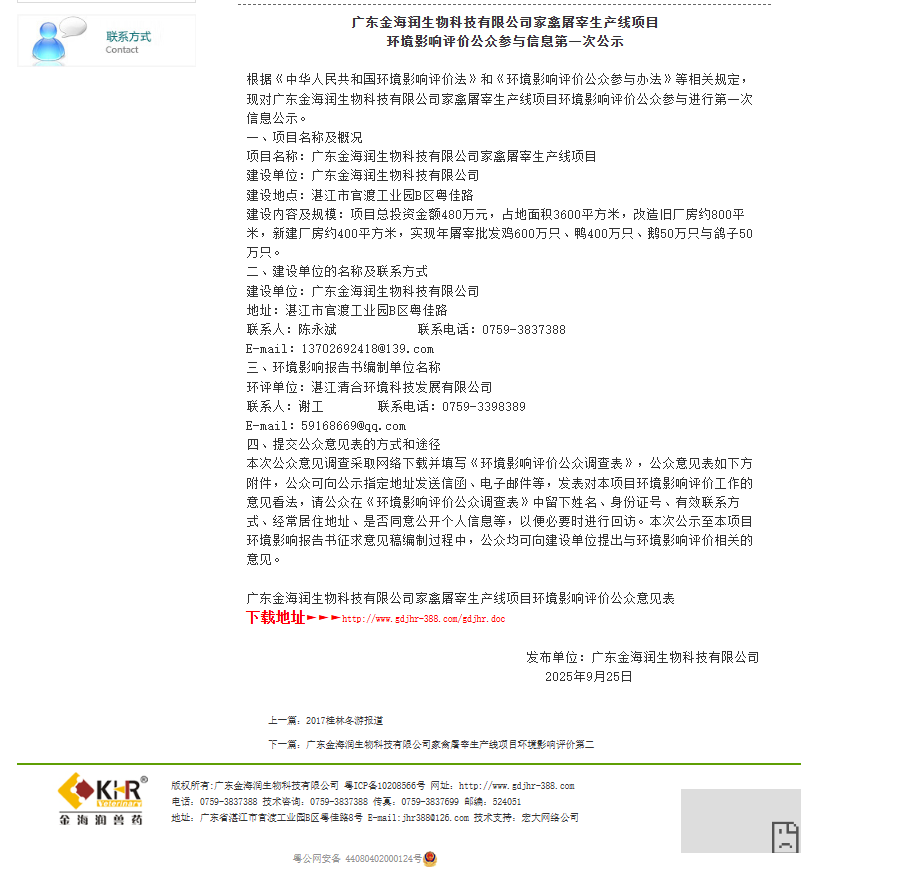 联系方式
Contact
广东金海润生物科技有限公司家禽屠宰生产线项目
环境影响评价公众参与信息第一次公示
根据《中华人民共和国环境影响评价法》和《环境影响评价公众参与办法》等相关规定，
现对广东金海润生物科技有限公司家禽屠宰生产线项目环境影响评价公众参与进行第一次
信息公示。
一、项目名称及概况
项目名称：广东金海润生物科技有限公司家禽屠宰生产线项目
建设单位：广东金海润生物科技有限公司
建设地点：湛江市官渡工业园B区粤佳路
建设内容及规模：项目总投资金额480万元，占地面积3600平方米，改造旧厂房约800平
米，新建厂房约400平方米，实现年屠宰批发鸡600万只、鸭400万只、鹅50万只与鸽子50
万只。
二、建设单位的名称及联系方式
建设单位：广东金海润生物科技有限公司
地址：湛江市官渡工业园B区粤佳路
联系人：陈永斌 联系电话：0759-3837388
E-mail：13702692418@139.com
三、环境影响报告书编制单位名称
环评单位：湛江清合环境科技发展有限公司
联系人：谢工 联系电话：0759-3398389
E-mail：59168669@qq.com
四、提交公众意见表的方式和途径
本次公众意见调查采取网络下载并填写《环境影响评价公众调查表》，公众意见表如下方
附件，公众可向公示指定地址发送信函、电子邮件等，发表对本项目环境影响评价工作的
意见看法，请公众在《环境影响评价公众调查表》中留下姓名、身份证号、有效联系方
式、经常居住地址、是否同意公开个人信息等，以便必要时进行回访。本次公示至本项目
环境影响报告书征求意见稿编制过程中，公众均可向建设单位提出与环境影响评价相关的
意见。
广东金海润生物科技有限公司家禽屠宰生产线项目环境影响评价公众意见表
下载地址►►►http://www.gdjhr-388.com/gdjhr.doc
发布单位：广东金海润生物科技有限公司
2025年9月25日
上一篇：2017桂林冬游报道
下一篇：广东金海润生物科技有限公司家禽屠宰生产线项目环境影响评价第二
KHR®
Veterinary
金海润兽药
版权所有:广东金海润生物科技有限公司 粤ICP备10208566号 网址：http://www.gdjhr-388.com
电话：0759-3837388 技术咨询：0759-3837388 传真：0759-3837699 邮编：524051
地址：广东省湛江市官渡工业园B区粤佳路8号 E-mail:jhr388@126.com 技术支持：宏大网络公司
粤公网安备 44080402000124号